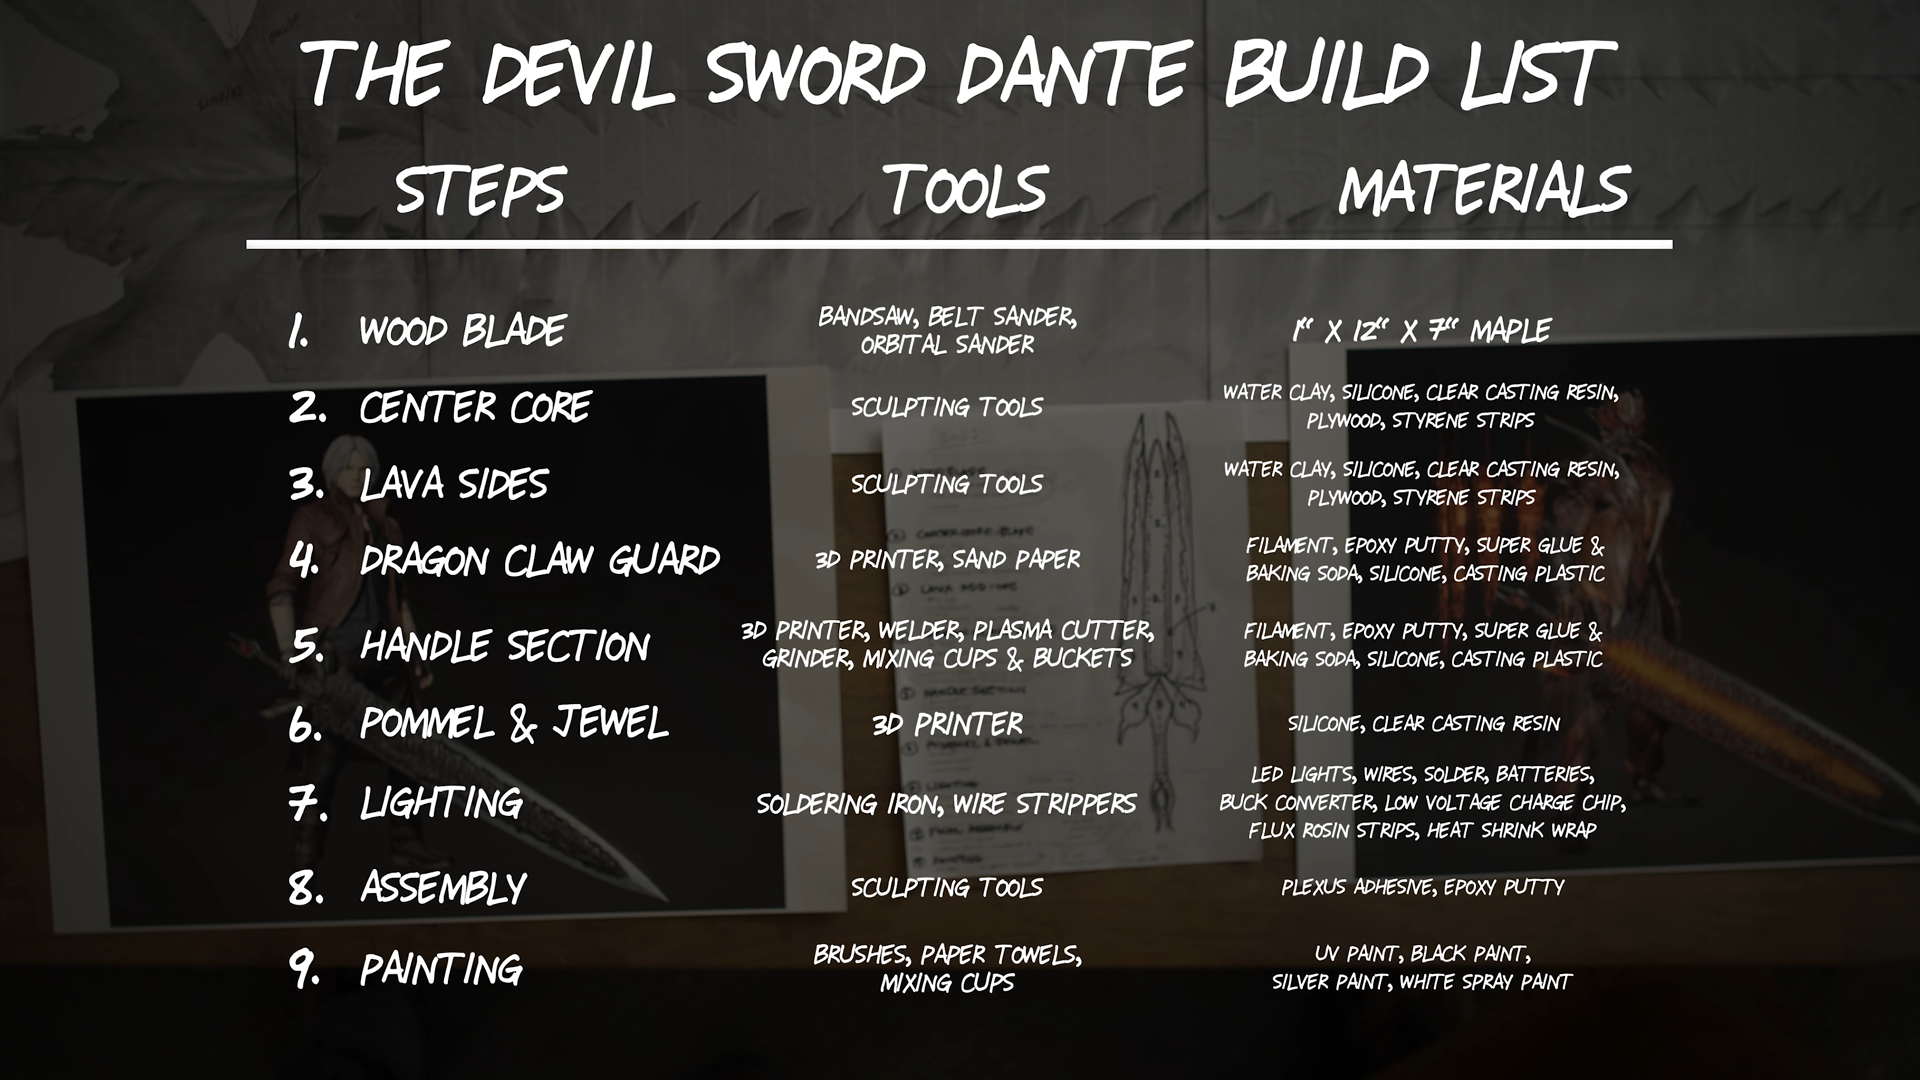 THE DEVIL SWORD DANTE BUILD LIST
STEPS TOOLS MATERIALS
1. WOOD BLADE
BANDSAW, BELT SANDER,
ORBITAL SANDER
1“ X 12“ X 7“ MAPLE
2. CENTER CORE
SCULPTING TOOLS
WATER CLAY, SILICONE, CLEAR CASTING RESIN,
PLYWOOD, STYRENE STRIPS
3. LAVA SIDES
SCULPTING TOOLS
WATER CLAY, SILICONE, CLEAR CASTING RESIN,
PLYWOOD, STYRENE STRIPS
4. DRAGON CLAW GUARD
3D PRINTER, SAND PAPER
FILAMENT, EPOXY PUTTY, SUPER GLUE &
BAKING SODA, SILICONE, CASTING PLASTIC
5. HANDLE SECTION
3D PRINTER, WELDER, PLASMA CUTTER,
GRINDER, MIXING CUPS & BUCKETS
FILAMENT, EPOXY PUTTY, SUPER GLUE &
BAKING SODA, SILICONE, CASTING PLASTIC
6. POMMEL & JEWEL
3D PRINTER
SILICONE, CLEAR CASTING RESIN
7. LIGHTING
SOLDERING IRON, WIRE STRIPPERS
LED LIGHTS, WIRES, SOLDER, BATTERIES,
BUCK CONVERTER, LOW VOLTAGE CHARGE CHIP,
FLUX ROSIN STRIPS, HEAT SHRINK WRAP
8. ASSEMBLY
SCULPTING TOOLS
PLEXUS ADHESIVE, EPOXY PUTTY
9. PAINTING
BRUSHES, PAPER TOWELS,
MIXING CUPS
UV PAINT, BLACK PAINT,
SILVER PAINT, WHITE SPRAY PAINT